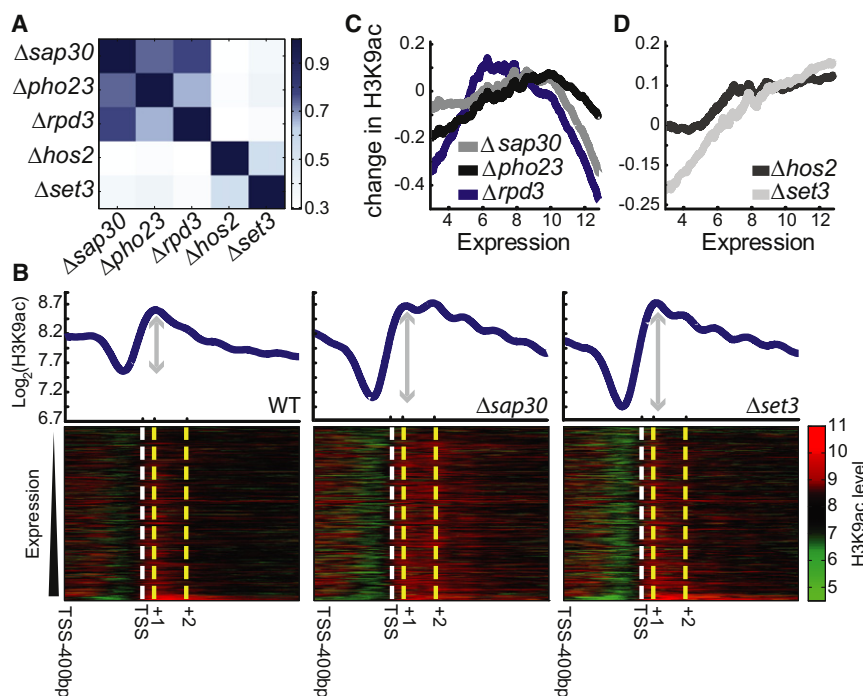 A
Δsap30
Δpho23
Δrpd3
Δhos2
Δset3
Δsap30
Δpho23
Δrpd3
Δhos2
Δset3
0.9
0.7
0.5
0.3
C
change in H3K9ac
0.2
0
-0.2
-0.4
Δ sap30
Δpho23
Δrpd3
4 6 8 10 12
Expression
D
0.2
0.1
0
-0.15
-0.25
Δhos2
Δset3
4 6 8 10 12
Expression
B
Log2(H3K9ac)
8.7
8.2
7.7
7.2
6.7
WT
Δsap30
Δset3
Expression
TSS-400bp
TSS
+1
+2
TSS-400bp
TSS
+1
+2
TSS-400bp
TSS
+1
+2
11
10
9
8
7
6
5
H3K9ac level